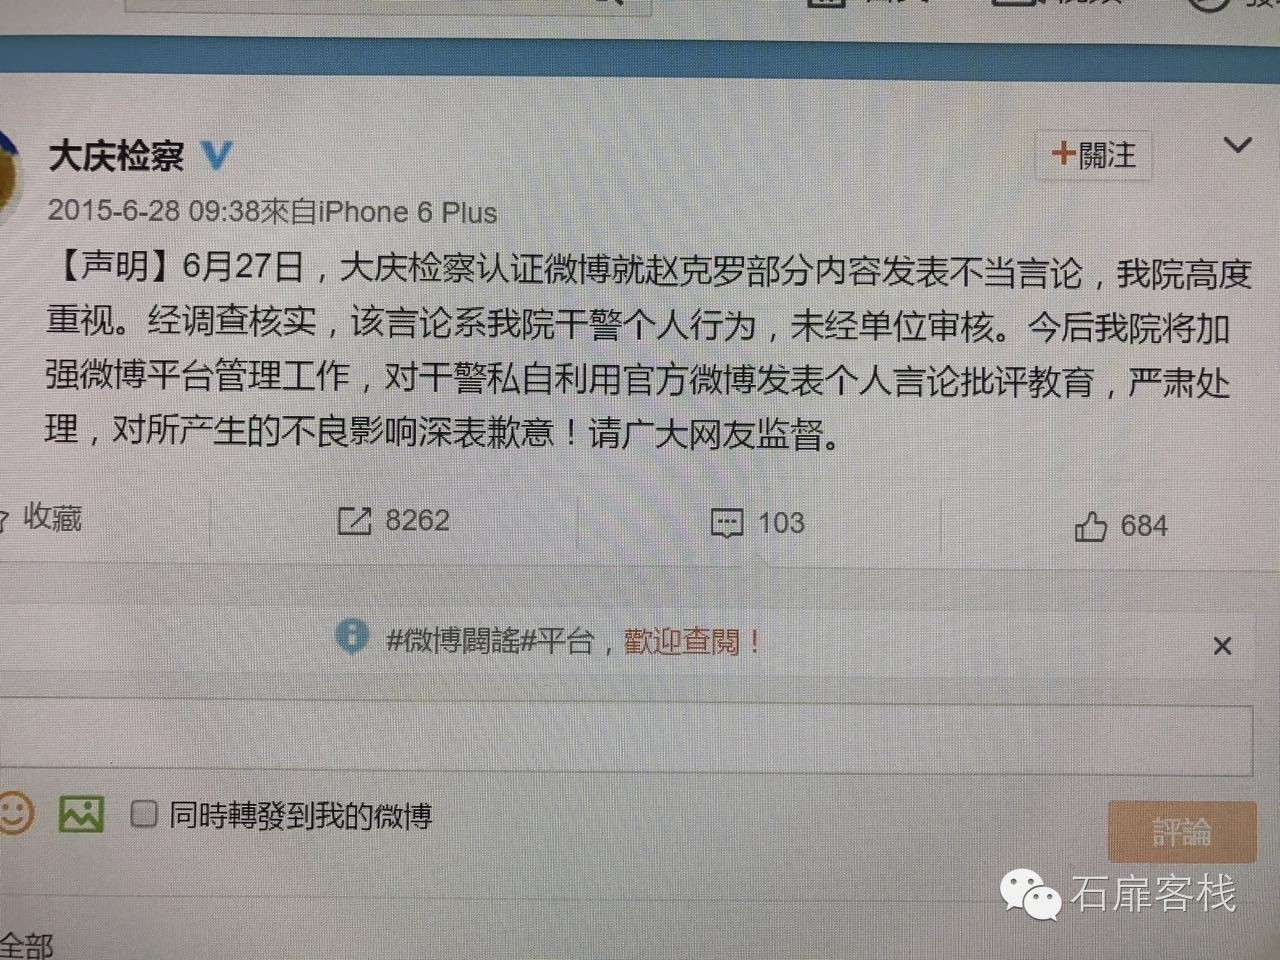 大庆检察
+關注
2015-6-28 09:38來自iPhone 6 Plus
【声明】6月27日，大庆检察认证微博就赵克罗部分内容发表不当言论，我院高度
重视。经调查核实，该言论系我院干警个人行为，未经单位审核。今后我院将加
强微博平台管理工作，对干警私自利用官方微博发表个人言论批评教育，严肃处
理，对所产生的不良影响深表歉意！请广大网友监督。
收藏
8262
103
684
#微博闢謠#平台，歡迎查閱！
同時轉發到我的微博
評論
石扉客栈
全部